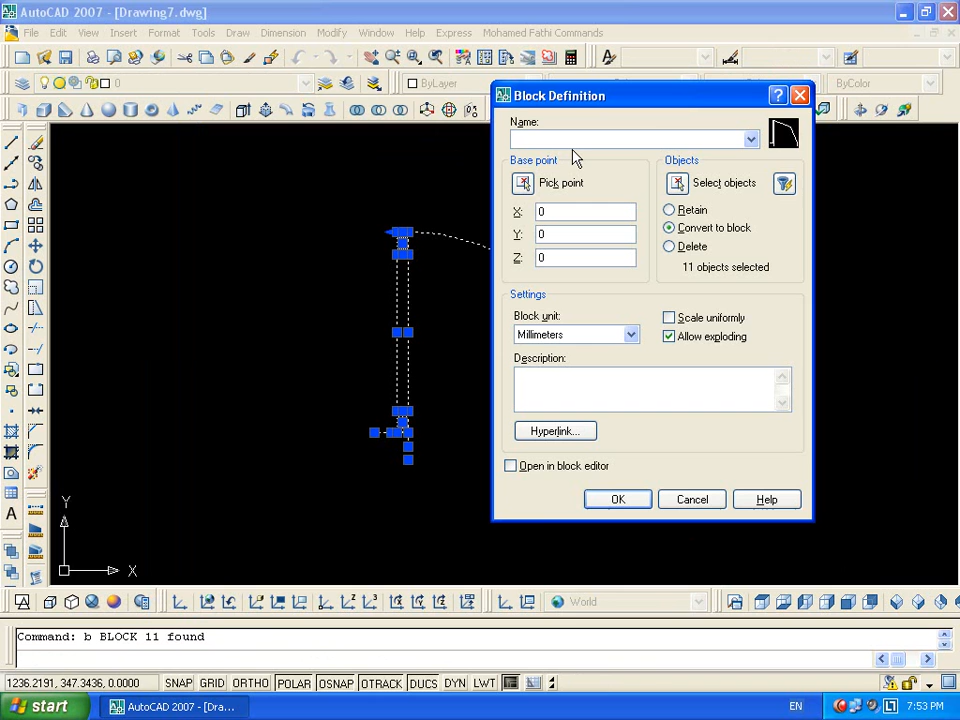 AutoCAD 2007 - [Drawing7.dwg]
File Edit View Insert Format Tools Draw Dimension Modify Window Help Express Mohamed Fathi Commands
0
ByLayer
ByColor
Block Definition
Name:
Base point
Objects
Pick point
Select objects
X: 0
Retain
Y: 0
Convert to block
Delete
Z: 0
11 objects selected
Settings
Block unit:
Scale uniformly
Millimeters
Allow exploding
Description:
Hyperlink...
Open in block editor
OK Cancel Help
Y
X
World
Command: b BLOCK 11 found
1236.2191, 347.3436, 0.0000 SNAP GRID ORTHO POLAR OSNAP OTRACK DUCS DYN LWT
start
AutoCAD 2007 - [Dra...
EN
7:53 PM